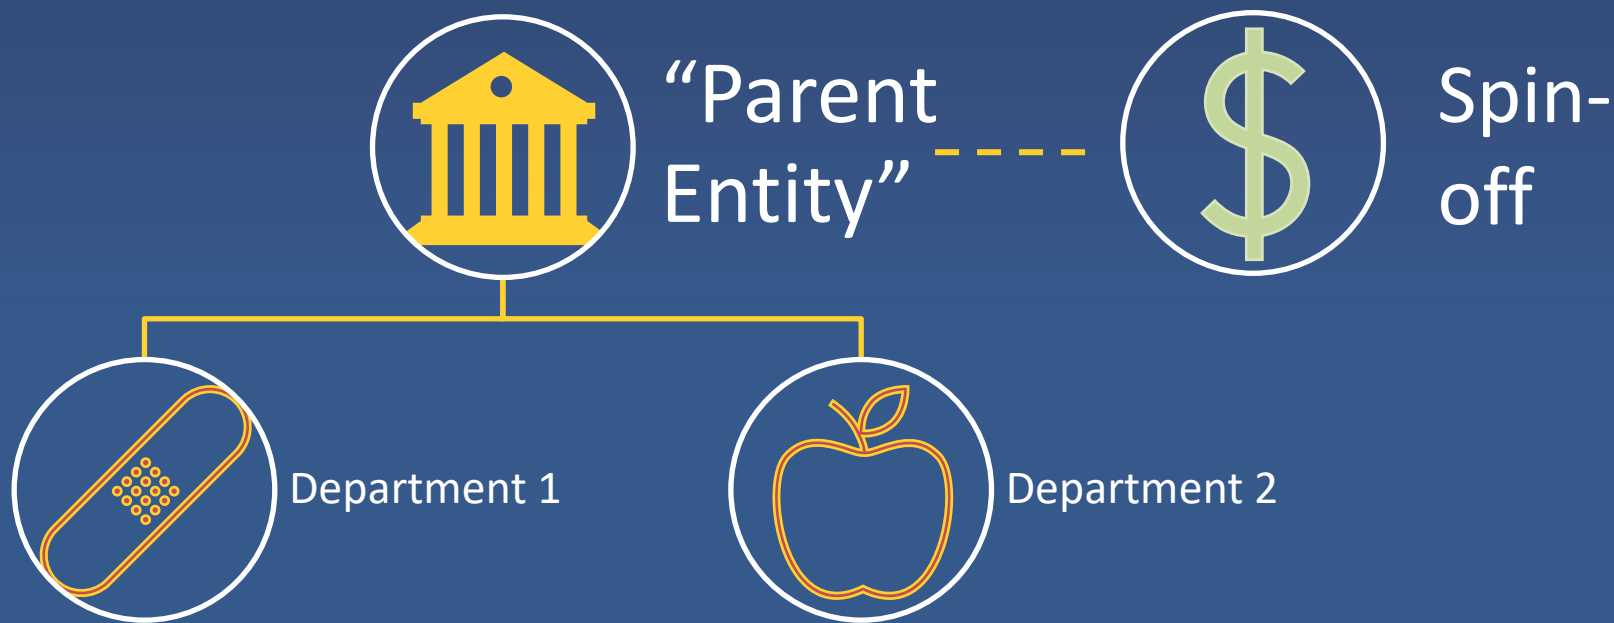 “Parent
Entity”
Spin-
off
Department 1
Department 2